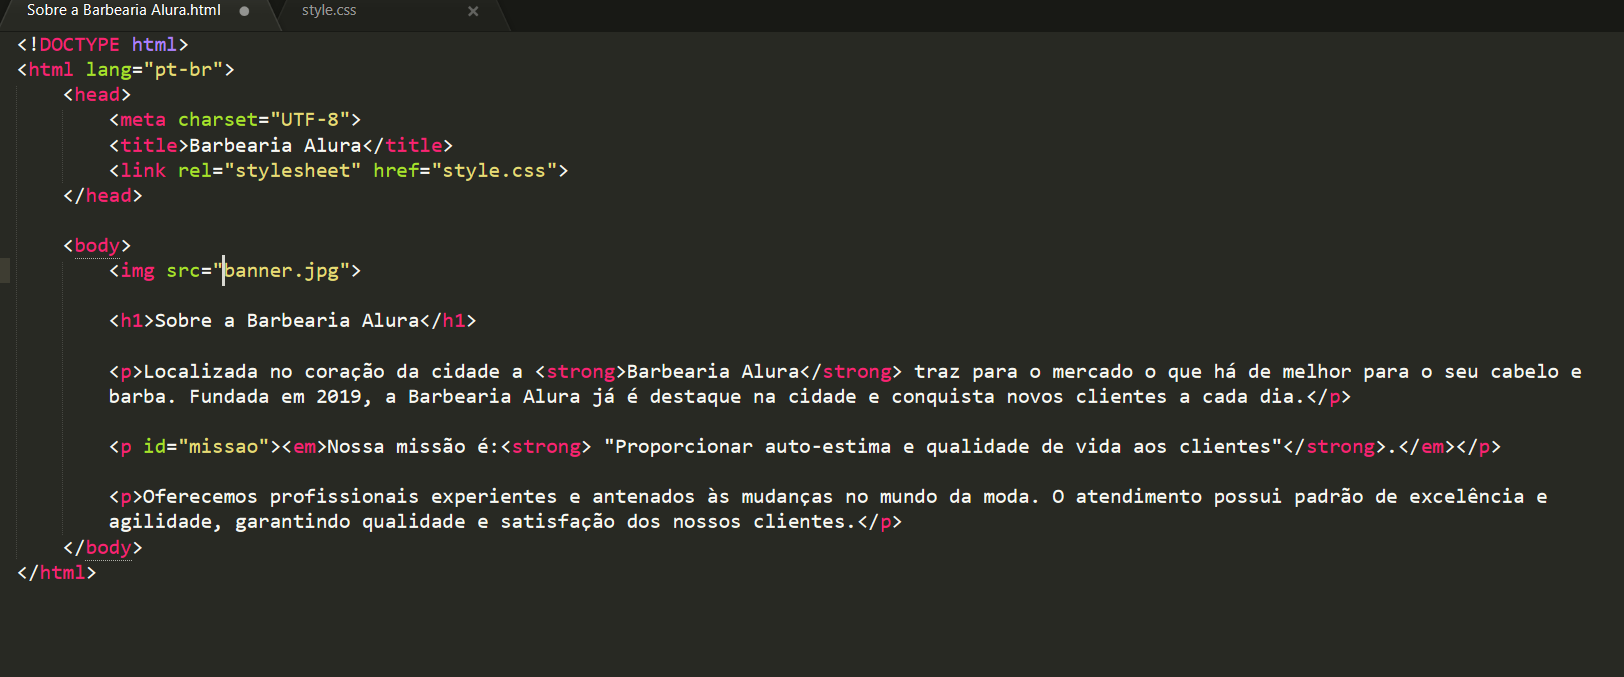 Sobre a Barbearia Alura.html
style.css
<!DOCTYPE html>
<html lang="pt-br">
<head>
<meta charset="UTF-8">
<title>Barbearia Alura</title>
<link rel="stylesheet" href="style.css">
</head>
<body>
<img src="banner.jpg">
<h1>Sobre a Barbearia Alura</h1>
<p>Localizada no coração da cidade a <strong>Barbearia Alura</strong> traz para o mercado o que há de melhor para o seu cabelo e
barba. Fundada em 2019, a Barbearia Alura já é destaque na cidade e conquista novos clientes a cada dia.</p>
<p id="missao"><em>Nossa missão é:<strong> "Proporcionar auto-estima e qualidade de vida aos clientes"</strong>.</em></p>
<p>Oferecemos profissionais experientes e antenados às mudanças no mundo da moda. O atendimento possui padrão de excelência e
agilidade, garantindo qualidade e satisfação dos nossos clientes.</p>
</body>
</html>